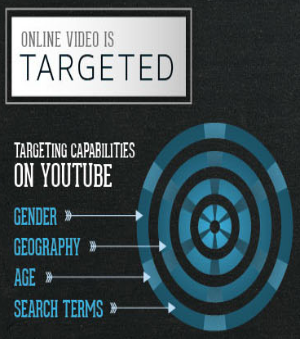 ONLINE VIDEO IS
TARGETED
TARGETING CAPABILITIES
ON YOUTUBE
GENDER
GEOGRAPHY
AGE
SEARCH TERMS